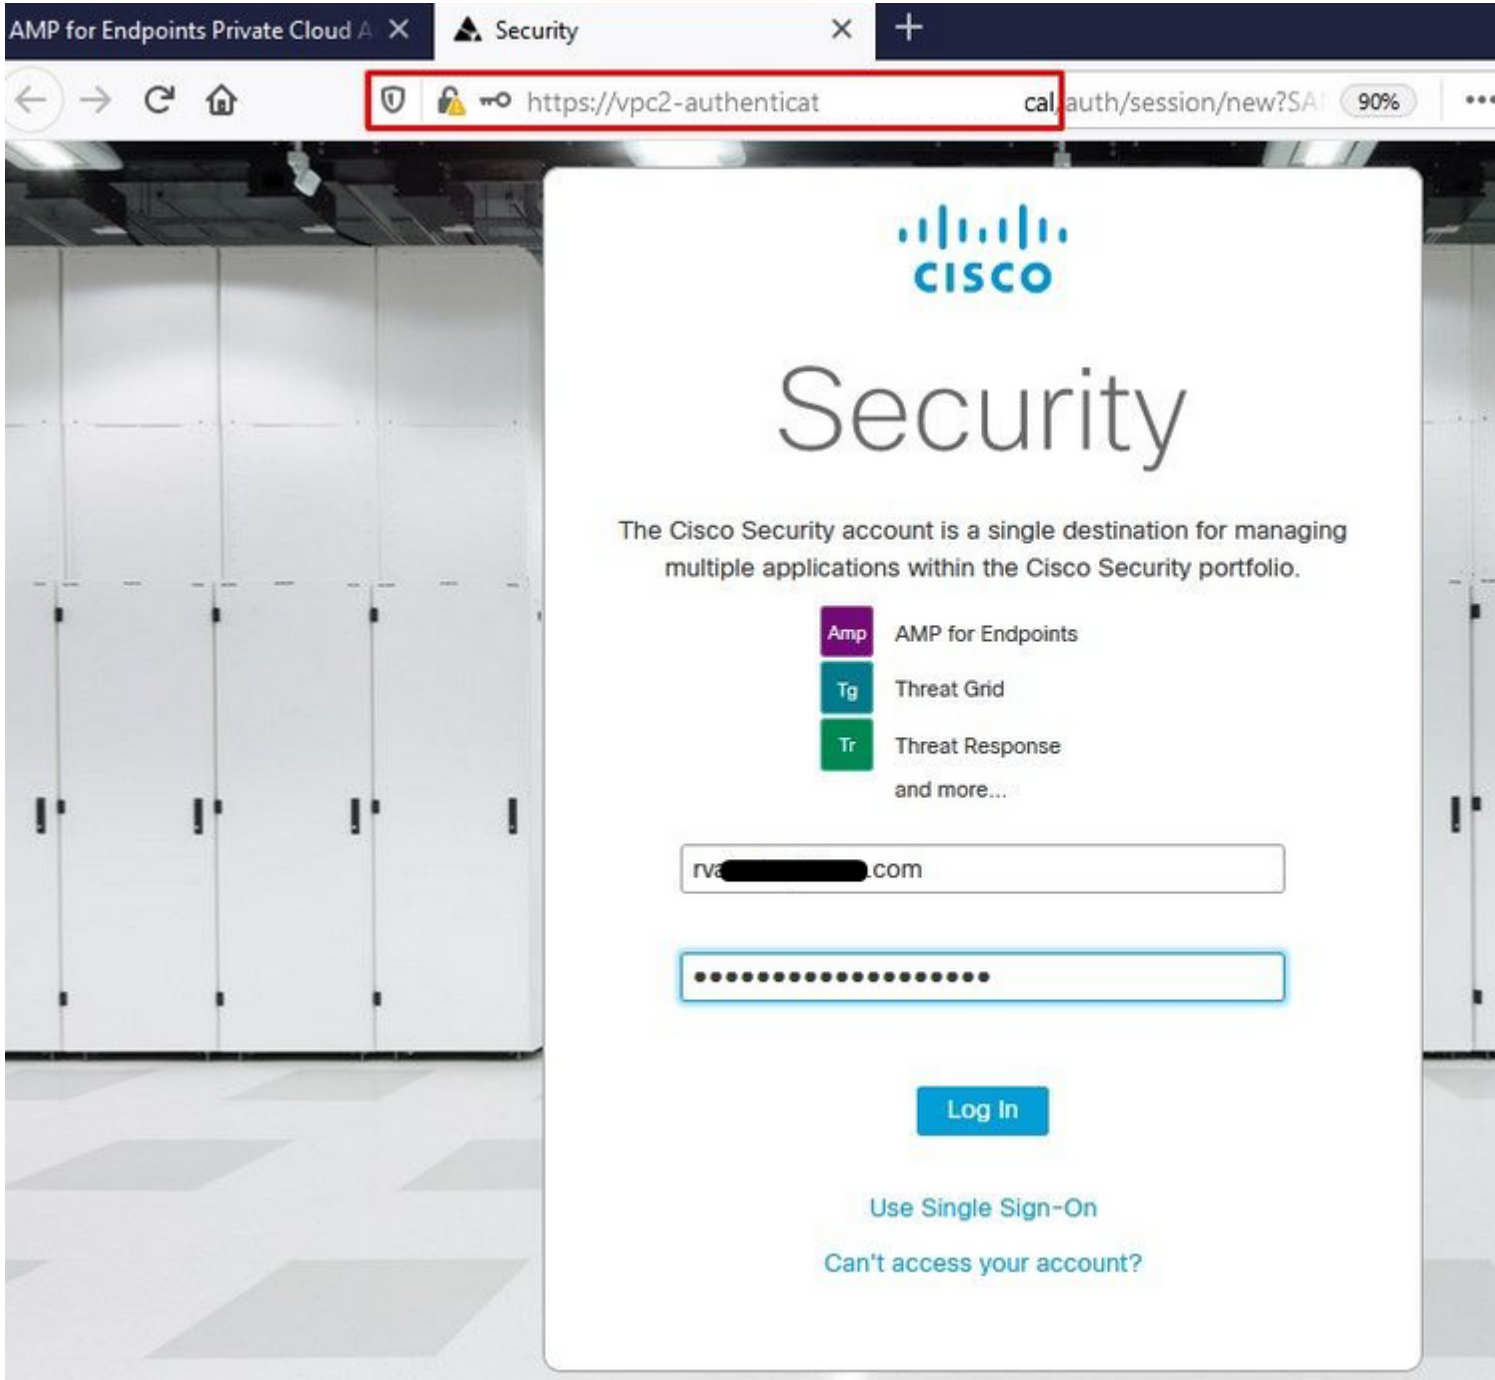 AMP for Endpoints Private Cloud A
Security
https://vpc2-authenticat cal/auth/session/new?SA 90%
CISCO
Security
The Cisco Security account is a single destination for managing
multiple applications within the Cisco Security portfolio.
Amp AMP for Endpoints
Tg Threat Grid
Tr Threat Response
and more...
rva .com
Log In
Use Single Sign-On
Can't access your account?